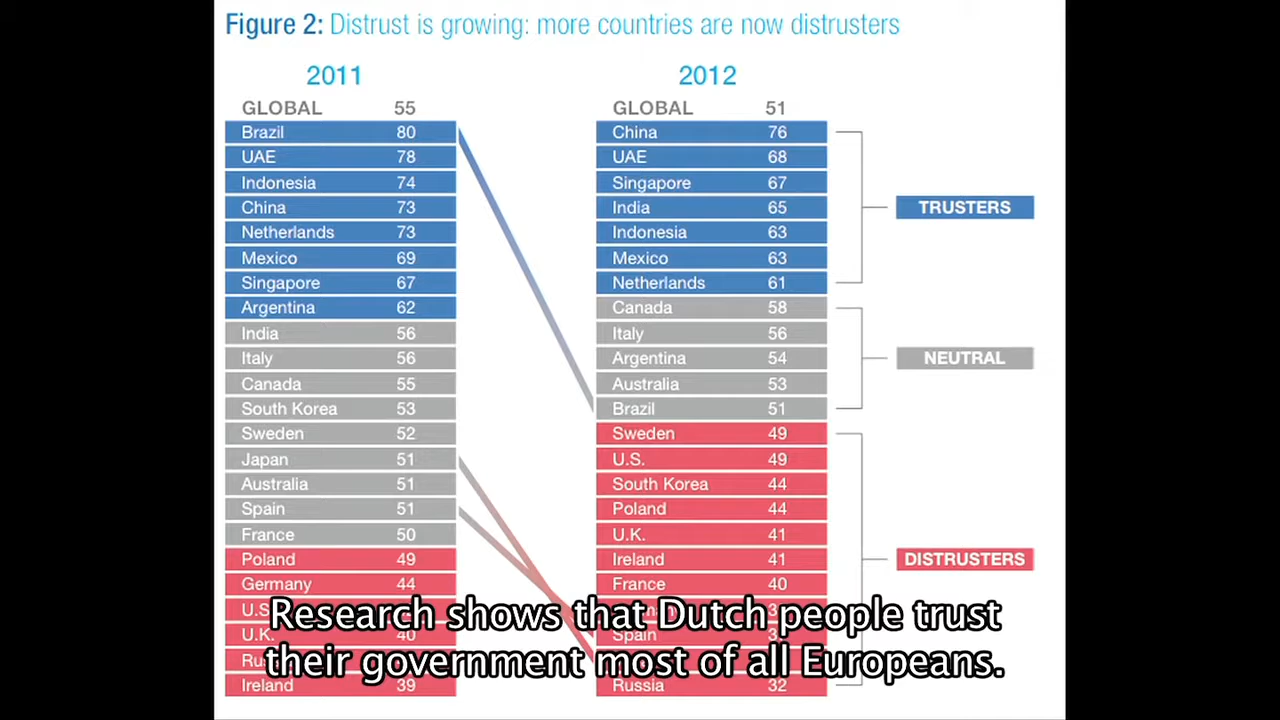 Figure 2: Distrust is growing: more countries are now distrusters
2011
GLOBAL 55
Brazil 80
UAE 78
Indonesia 74
China 73
Netherlands 73
Mexico 69
Singapore 67
Argentina 62
India 56
Italy 56
Canada 55
South Korea 53
Sweden 52
Japan 51
Australia 51
Spain 51
France 50
Poland 49
Germany 44
U.S.
U.K. 40
Ireland 39
2012
GLOBAL 51
China 76
UAE 68
Singapore 67
India 65
Indonesia 63
Mexico 63
Netherlands 61
Canada 58
Italy 56
Argentina 54
Australia 53
Brazil 51
Sweden 49
U.S. 49
South Korea 44
Poland 44
U.K. 41
Ireland 41
France 40
Spain
Russia 32
TRUSTERS
NEUTRAL
DISTRUSTERS
Research shows that Dutch people trust
their government most of all Europeans.